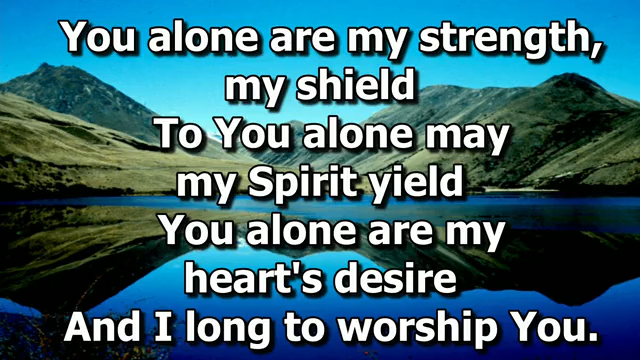 You alone are my strength,
my shield
To You alone may
my Spirit yield
You alone are my
heart's desire
And I long to worship You.